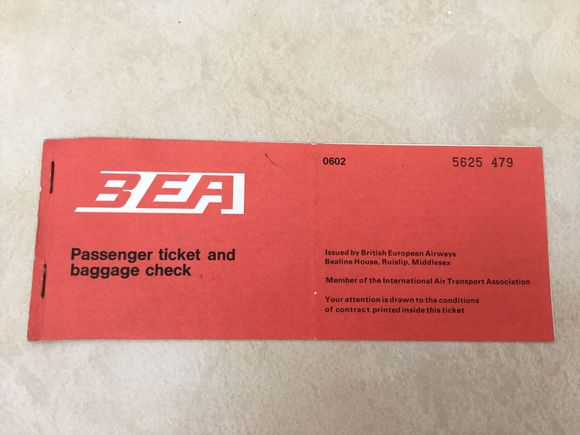 BEA
Passenger ticket and
baggage check
0602
5625 479
Issued by British European Airways
Bealine House, Ruislip, Middlesex
Member of the International Air Transport Association
Your attention is drawn to the conditions
of contract printed inside this ticket